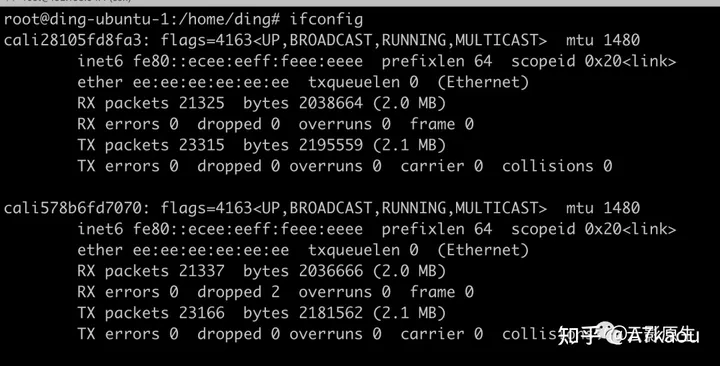 root@ding-ubuntu-1:/home/ding# ifconfig
cali28105fd8fa3: flags=4163<UP,BROADCAST,RUNNING,MULTICAST>  mtu 1480
        inet6 fe80::ecee:eeff:feee:eeee  prefixlen 64  scopeid 0x20<link>
        ether ee:ee:ee:ee:ee:ee  txqueuelen 0  (Ethernet)
        RX packets 21325  bytes 2038664 (2.0 MB)
        RX errors 0  dropped 0  overruns 0  frame 0
        TX packets 23315  bytes 2195559 (2.1 MB)
        TX errors 0  dropped 0 overruns 0  carrier 0  collisions 0
cali578b6fd7070: flags=4163<UP,BROADCAST,RUNNING,MULTICAST>  mtu 1480
        inet6 fe80::ecee:eeff:feee:eeee  prefixlen 64  scopeid 0x20<link>
        ether ee:ee:ee:ee:ee:ee  txqueuelen 0  (Ethernet)
        RX packets 21337  bytes 2036666 (2.0 MB)
        RX errors 0  dropped 2  overruns 0  frame 0
        TX packets 23166  bytes 2181562 (2.1 MB)
        TX errors 0  dropped 0 overruns 0  carrier 0
知乎 @A7kaou